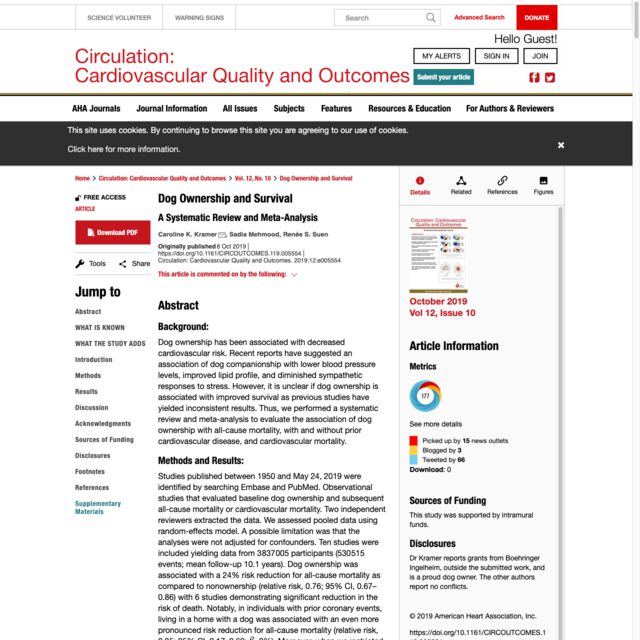 SCIENCE VOLUNTEER
WARNING SIGNS
Search
Advanced Search
DONATE
Hello Guest!
Circulation:
Cardiovascular Quality and Outcomes
MY ALERTS
SIGN IN
JOIN
Submit your article
AHA Journals
Journal Information
All Issues
Subjects
Features
Resources & Education
For Authors & Reviewers
This site uses cookies. By continuing to browse this site you are agreeing to our use of cookies.
Click here for more information.
×
Home > Circulation: Cardiovascular Quality and Outcomes > Vol. 12, No. 10 > Dog Ownership and Survival
FREE ACCESS
ARTICLE
Download PDF
Tools
Share
Jump to
Abstract
WHAT IS KNOWN
WHAT THE STUDY ADDS
Introduction
Methods
Results
Discussion
Acknowledgments
Sources of Funding
Disclosures
Footnotes
References
Supplementary
Materials
Dog Ownership and Survival
A Systematic Review and Meta-Analysis
Caroline K. Kramer, Sadia Mehmood, Renée S. Suen
Originally published 8 Oct 2019 |
https://doi.org/10.1161/CIRCOUTCOMES.119.005554 |
Circulation: Cardiovascular Quality and Outcomes. 2019;12:e005554
This article is commented on by the following:
Abstract
Background:
Dog ownership has been associated with decreased
cardiovascular risk. Recent reports have suggested an
association of dog companionship with lower blood pressure
levels, improved lipid profile, and diminished sympathetic
responses to stress. However, it is unclear if dog ownership is
associated with improved survival as previous studies have
yielded inconsistent results. Thus, we performed a systematic
review and meta-analysis to evaluate the association of dog
ownership with all-cause mortality, with and without prior
cardiovascular disease, and cardiovascular mortality.
Methods and Results:
Studies published between 1950 and May 24, 2019 were
identified by searching Embase and PubMed. Observational
studies that evaluated baseline dog ownership and subsequent
all-cause mortality or cardiovascular mortality. Two independent
reviewers extracted the data. We assessed pooled data using
random-effects model. A possible limitation was that the
analyses were not adjusted for confounders. Ten studies were
included yielding data from 3837005 participants (530515
events; mean follow-up 10.1 years). Dog ownership was
associated with a 24% risk reduction for all-cause mortality as
compared to nonownership (relative risk, 0.76; 95% CI, 0.67–
0.86) with 6 studies demonstrating significant reduction in the
risk of death. Notably, in individuals with prior coronary events,
living in a home with a dog was associated with an even
more pronounced risk reduction for all-cause mortality (relative risk,
Details
Related
References
Figures
October 2019
Vol 12, Issue 10
Article Information
Metrics
177
See more details
Picked up by 15 news outlets
Blogged by 3
Tweeted by 66
Download: 0
Sources of Funding
This study was supported by intramural
funds.
Disclosures
Dr Kramer reports grants from Boehringer
Ingelheim, outside the submitted work, and
is a proud dog owner. The other authors
report no conflicts.
© 2019 American Heart Association, Inc.
https://doi.org/10.1161/CIRCOUTCOMES.1